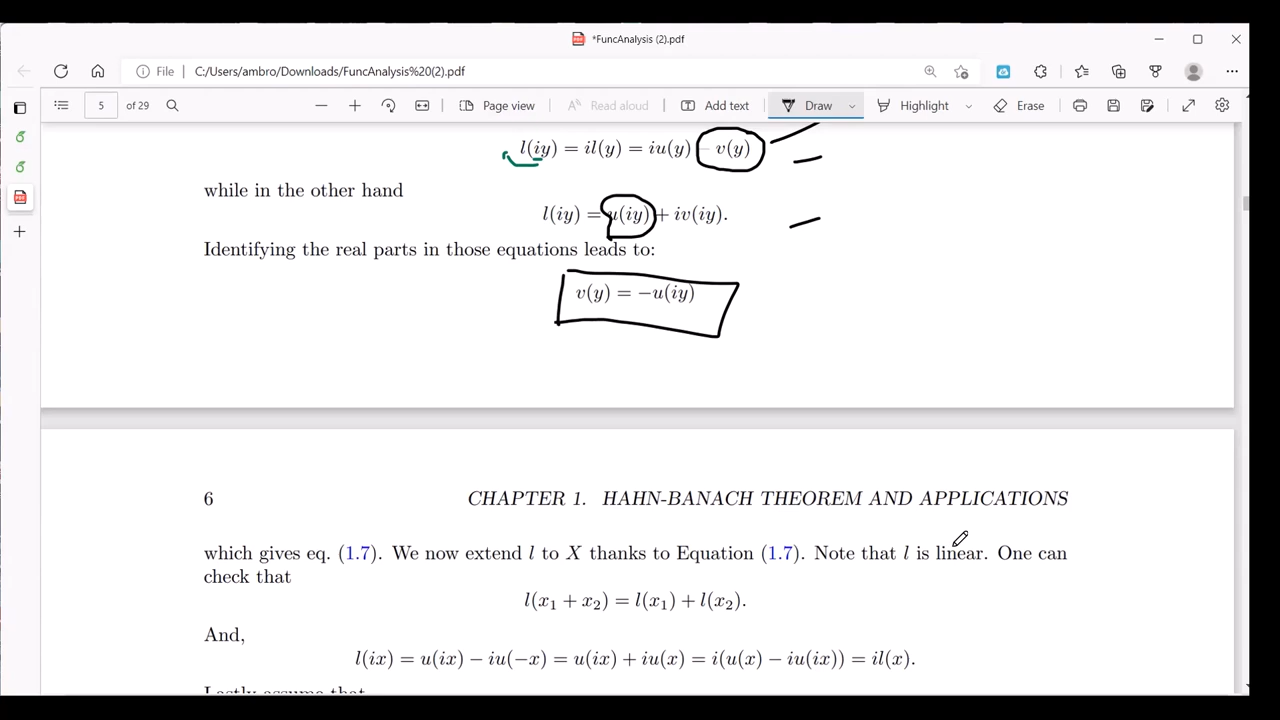 *FuncAnalysis (2).pdf
File C:/Users/ambro/Downloads/FuncAnalysis%20(2).pdf
5 of 29 Page view Read aloud Add text Draw Highlight Erase
l(iy) = il(y) = iu(y) − v(y)
while in the other hand
l(iy) = u(iy) + iv(iy).
Identifying the real parts in those equations leads to:
v(y) = −u(iy)
6 CHAPTER 1. HAHN-BANACH THEOREM AND APPLICATIONS
which gives eq. (1.7). We now extend l to X thanks to Equation (1.7). Note that l is linear. One can
check that
l(x₁ + x₂) = l(x₁) + l(x₂).
And,
l(ix) = u(ix) − iu(−x) = u(ix) + iu(x) = i(u(x) − iu(ix)) = il(x).
Lastly assume that